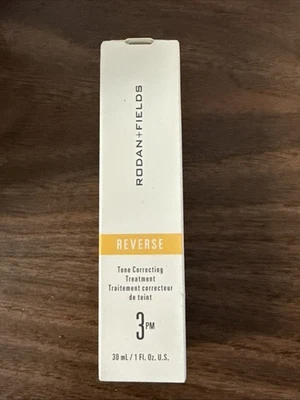 RODAN+FIELDS
REVERSE
Tone Correcting
Treatment
Traitement correcteur
de teint
3PM
30 mL / 1 Fl. Oz. U.S.